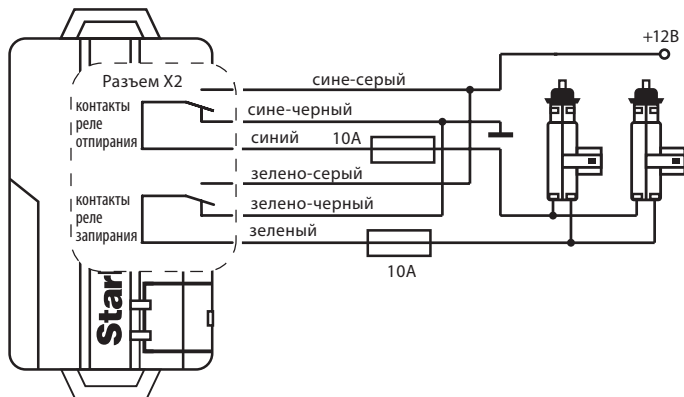 +12В
Разъем X2
сине-серый
контакты
реле
отпирания
сине-черный
синий
10А
зелено-серый
контакты
реле
запирания
зелено-черный
зеленый
10А
Star